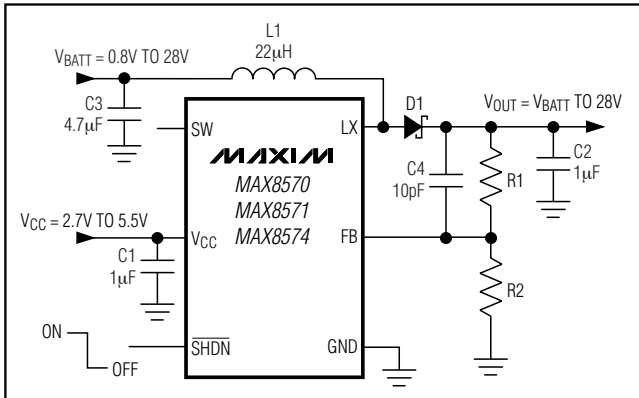 L1
22µH
VBATT = 0.8V TO 28V
C3
4.7µF
SW
LX
D1
VOUT = VBATT TO 28V
MAXIM
MAX8570
MAX8571
MAX8574
C4
10pF
R1
C2
1µF
VCC = 2.7V TO 5.5V
VCC
FB
C1
1µF
R2
ON
OFF
SHDN
GND